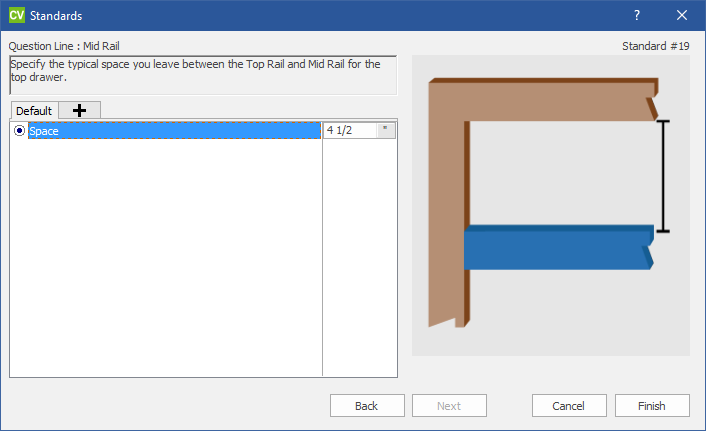 CV Standards ?
Question Line : Mid Rail Standard #19
Specify the typical space you leave between the Top Rail and Mid Rail for the
top drawer.
Default
Space 4 1/2 "
Back Next Cancel Finish